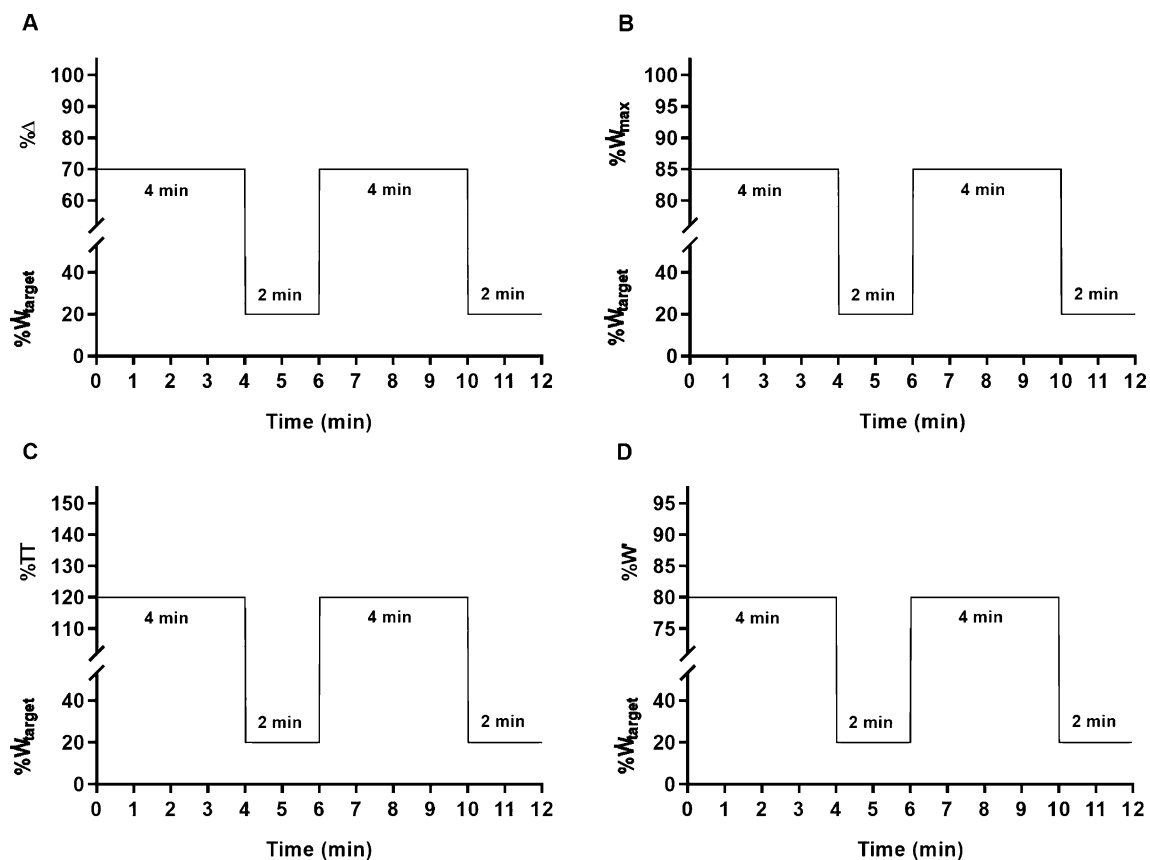 A
%Δ
100
90
80
70
60
4 min
4 min
%Ẇtarget
40
20
0
2 min
2 min
0 1 2 3 4 5 6 7 8 9 10 11 12
Time (min)
B
%Ẇmax
100
95
90
85
80
4 min
4 min
%Ẇtarget
40
20
0
2 min
2 min
0 1 3 3 4 5 6 7 8 9 10 11 12
Time (min)
C
%TT
150
140
130
120
110
4 min
4 min
%Ẇtarget
40
20
0
2 min
2 min
0 1 2 3 4 5 6 7 8 9 10 11 12
Time (min)
D
%W'
95
90
85
80
75
4 min
4 min
%Ẇtarget
40
20
0
2 min
2 min
0 1 2 3 4 5 6 7 8 9 10 11 12
Time (min)